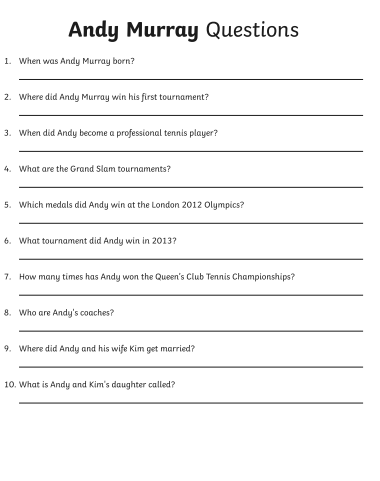 Andy Murray Questions
1. When was Andy Murray born?
2. Where did Andy Murray win his first tournament?
3. When did Andy become a professional tennis player?
4. What are the Grand Slam tournaments?
5. Which medals did Andy win at the London 2012 Olympics?
6. What tournament did Andy win in 2013?
7. How many times has Andy won the Queen's Club Tennis Championships?
8. Who are Andy's coaches?
9. Where did Andy and his wife Kim get married?
10. What is Andy and Kim's daughter called?